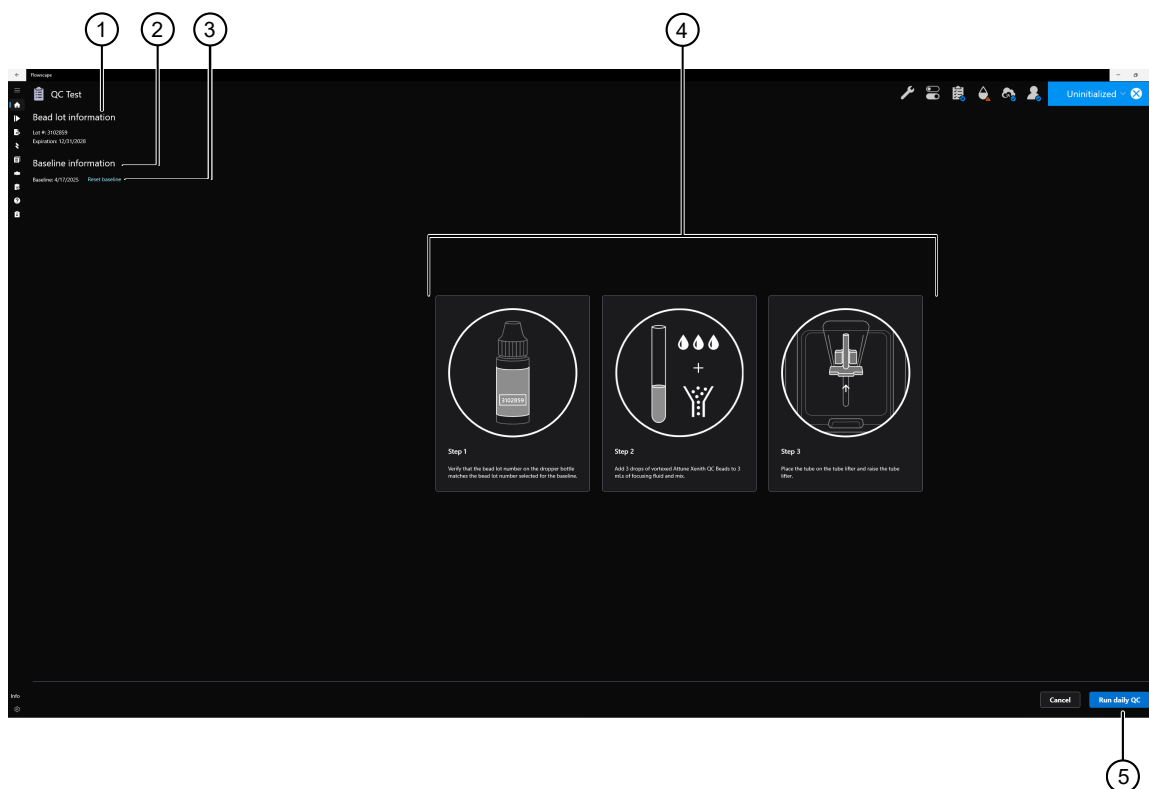 1
2
3
4
Flowscape
QC Test
Uninitialized
Bead lot information
Lot #: 3102859
Expiration: 12/31/2028
Baseline information
Baseline: 4/17/2025 Reset baseline
3102859
Step 1
Verify that the bead lot number on the dropper bottle
matches the bead lot number selected for the baseline.
Step 2
Add 3 drops of vortexed Attune Xenith QC Beads to 3
mLs of focusing fluid and mix.
Step 3
Place the tube on the tube lifter and raise the tube
lifter.
Info
Cancel
Run daily QC
5